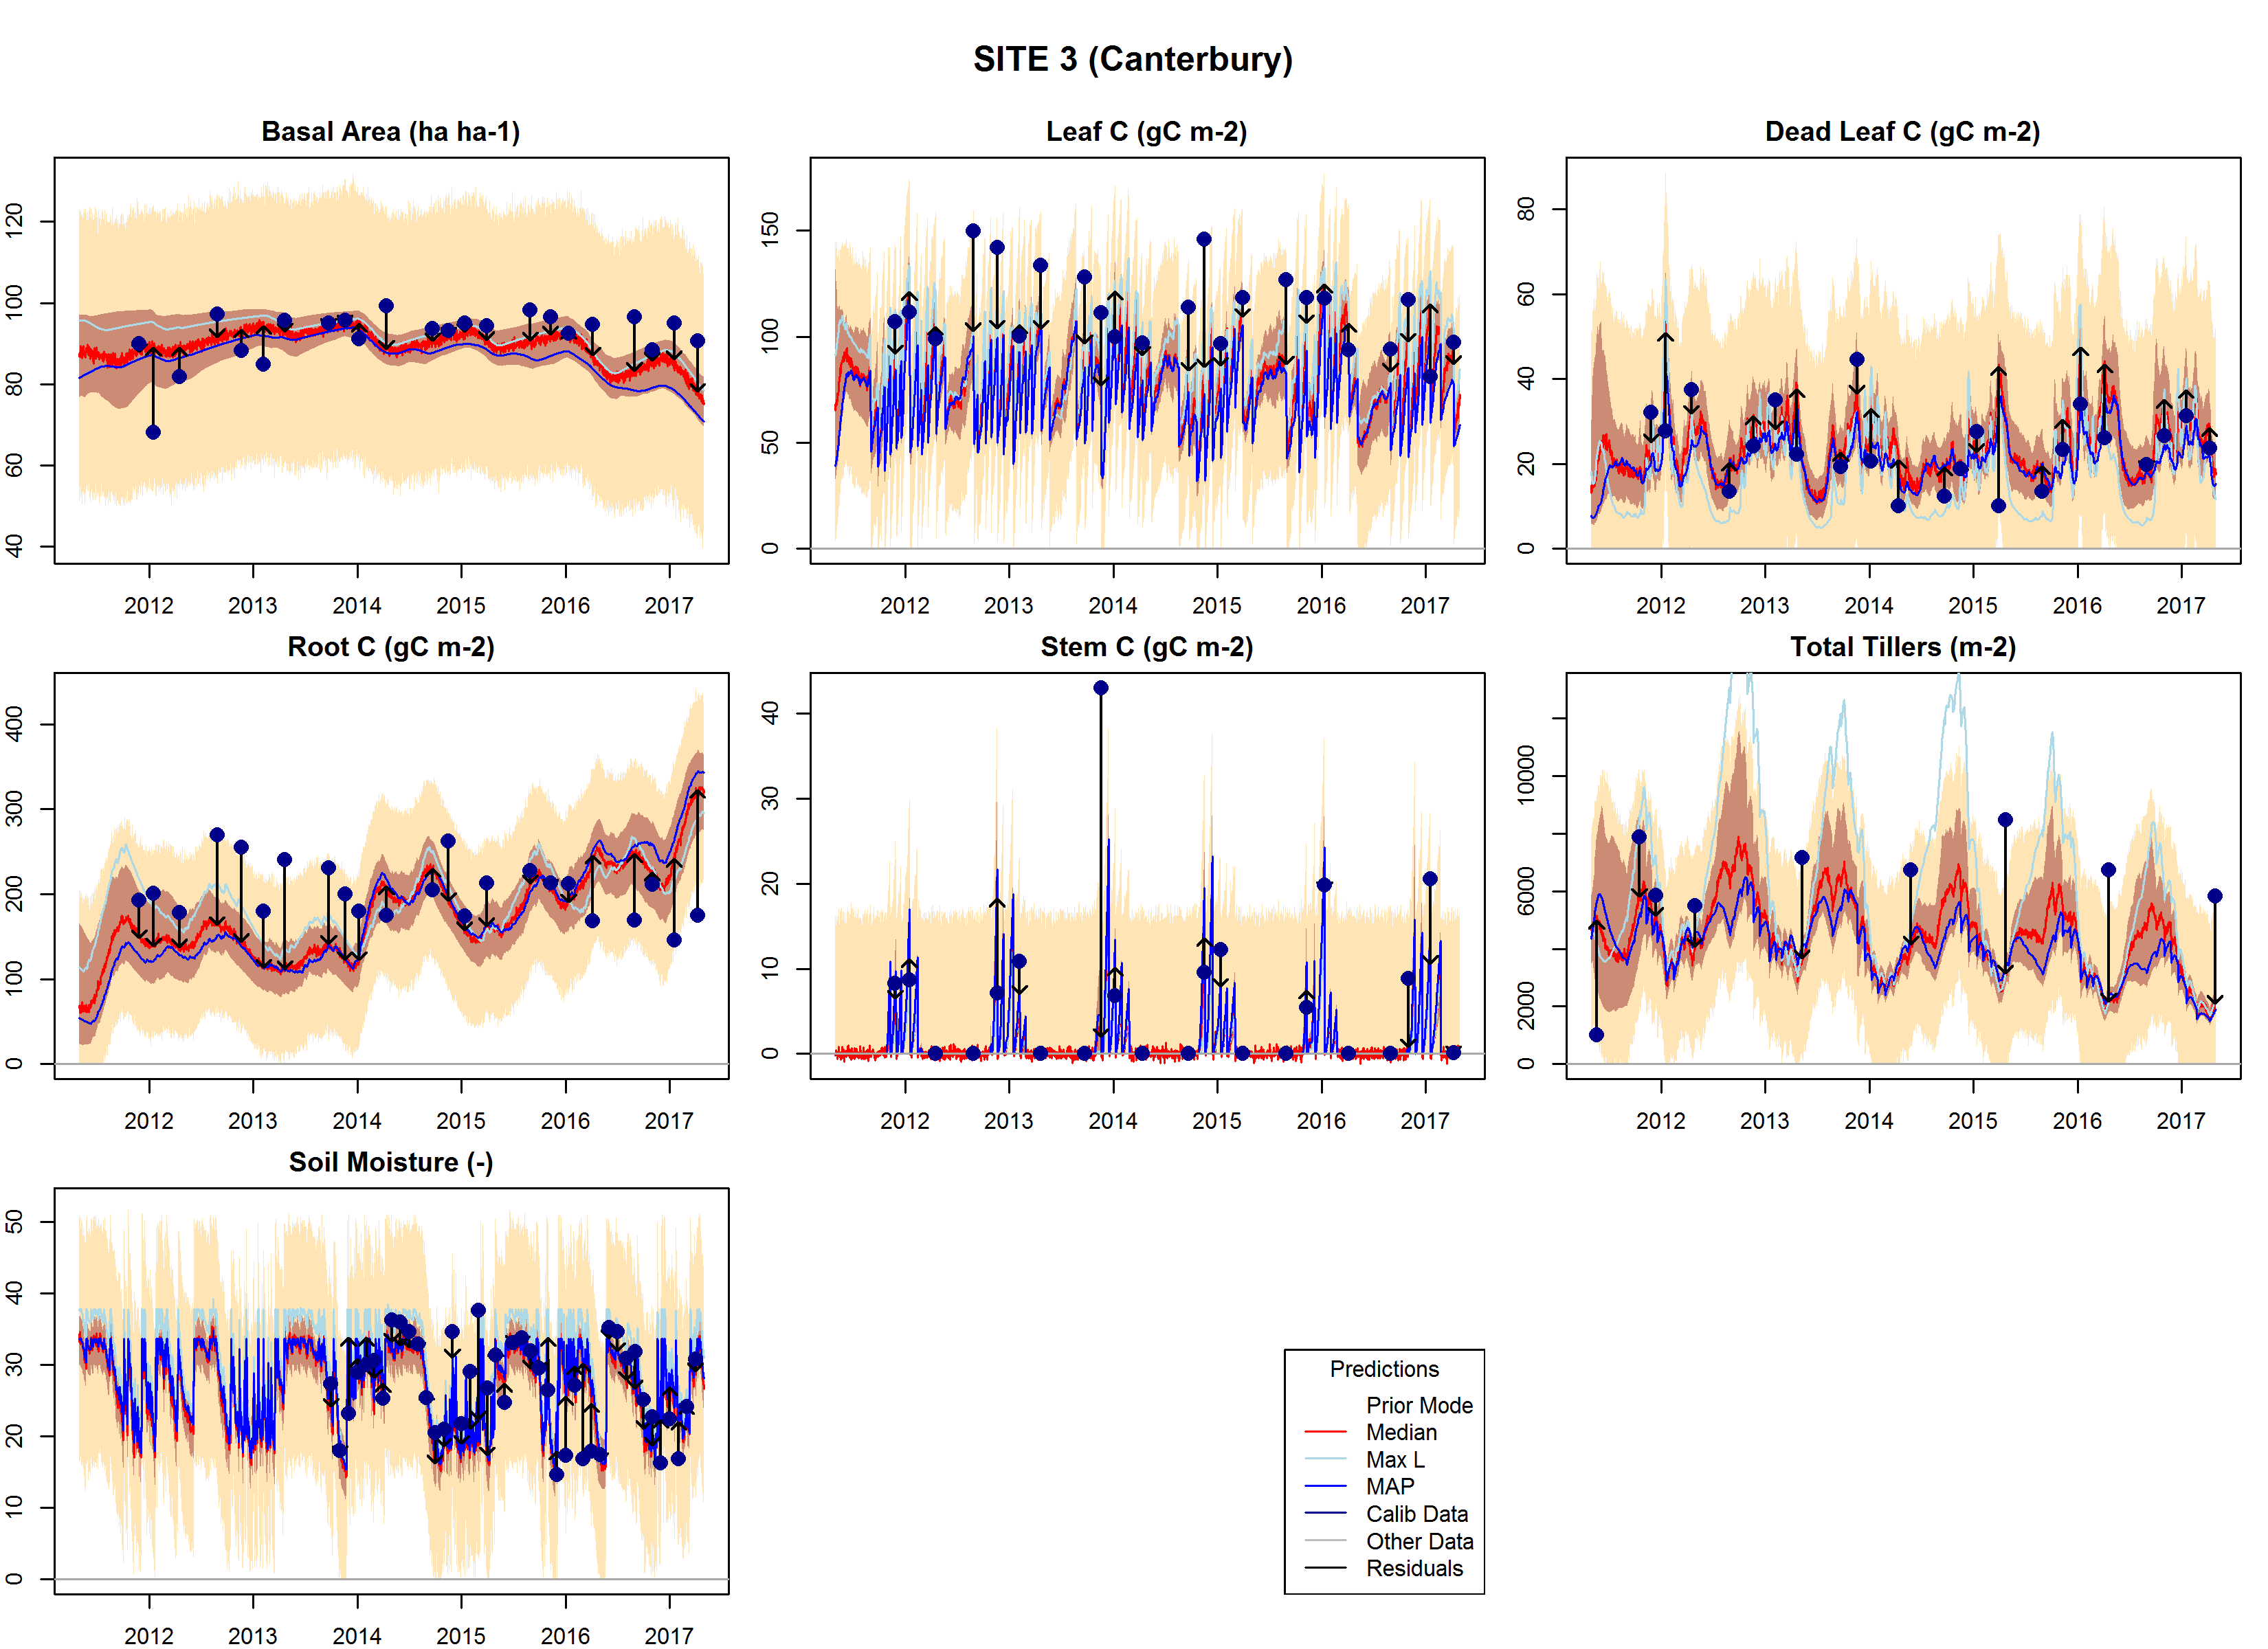 SITE 3 (Canterbury)
Basal Area (ha ha-1)
40 60 80 100 120
2012 2013 2014 2015 2016 2017
Leaf C (gC m-2)
0 50 100 150
2012 2013 2014 2015 2016 2017
Dead Leaf C (gC m-2)
0 20 40 60 80
2012 2013 2014 2015 2016 2017
Root C (gC m-2)
0 100 200 300 400
2012 2013 2014 2015 2016 2017
Stem C (gC m-2)
0 10 20 30 40
2012 2013 2014 2015 2016 2017
Total Tillers (m-2)
0 2000 6000 10000
2012 2013 2014 2015 2016 2017
Soil Moisture (-)
0 10 20 30 40 50
2012 2013 2014 2015 2016 2017
Predictions
Prior Mode
Median
Max L
MAP
Calib Data
Other Data
Residuals